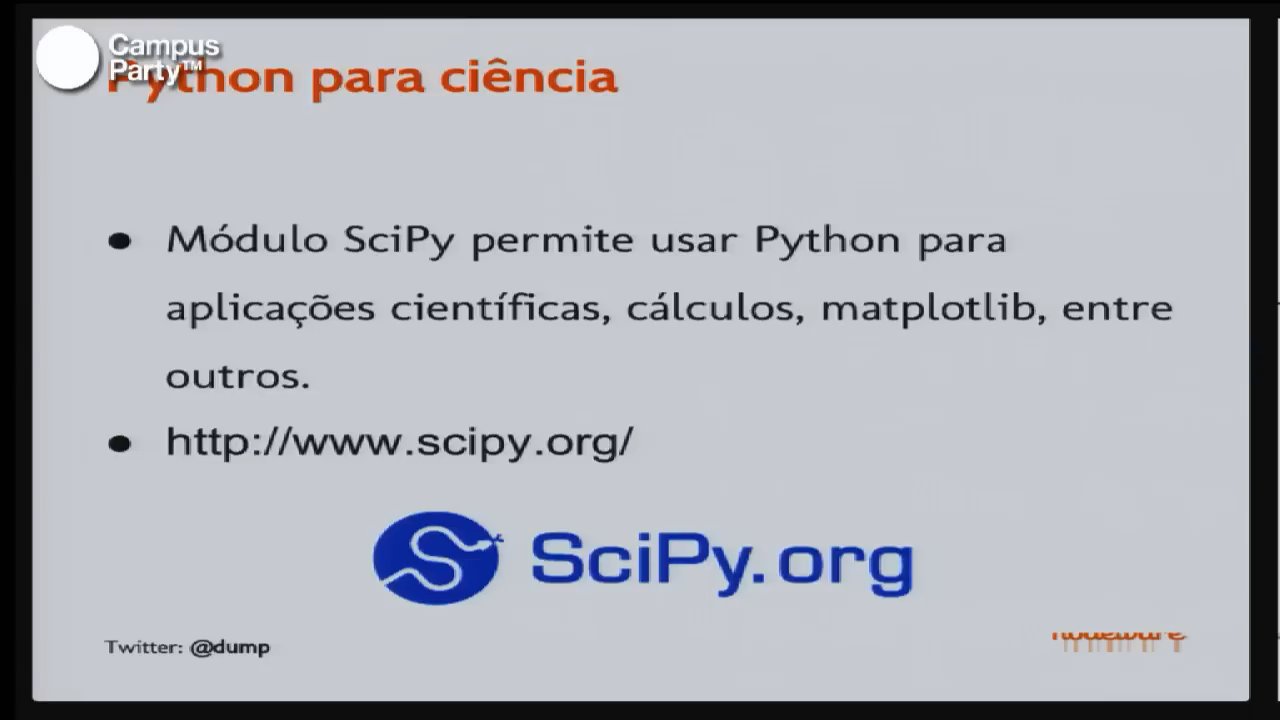 Campus
Party™
Python para ciência
● Módulo SciPy permite usar Python para
aplicações científicas, cálculos, matplotlib, entre
outros.
● http://www.scipy.org/
SciPy.org
Twitter: @dump